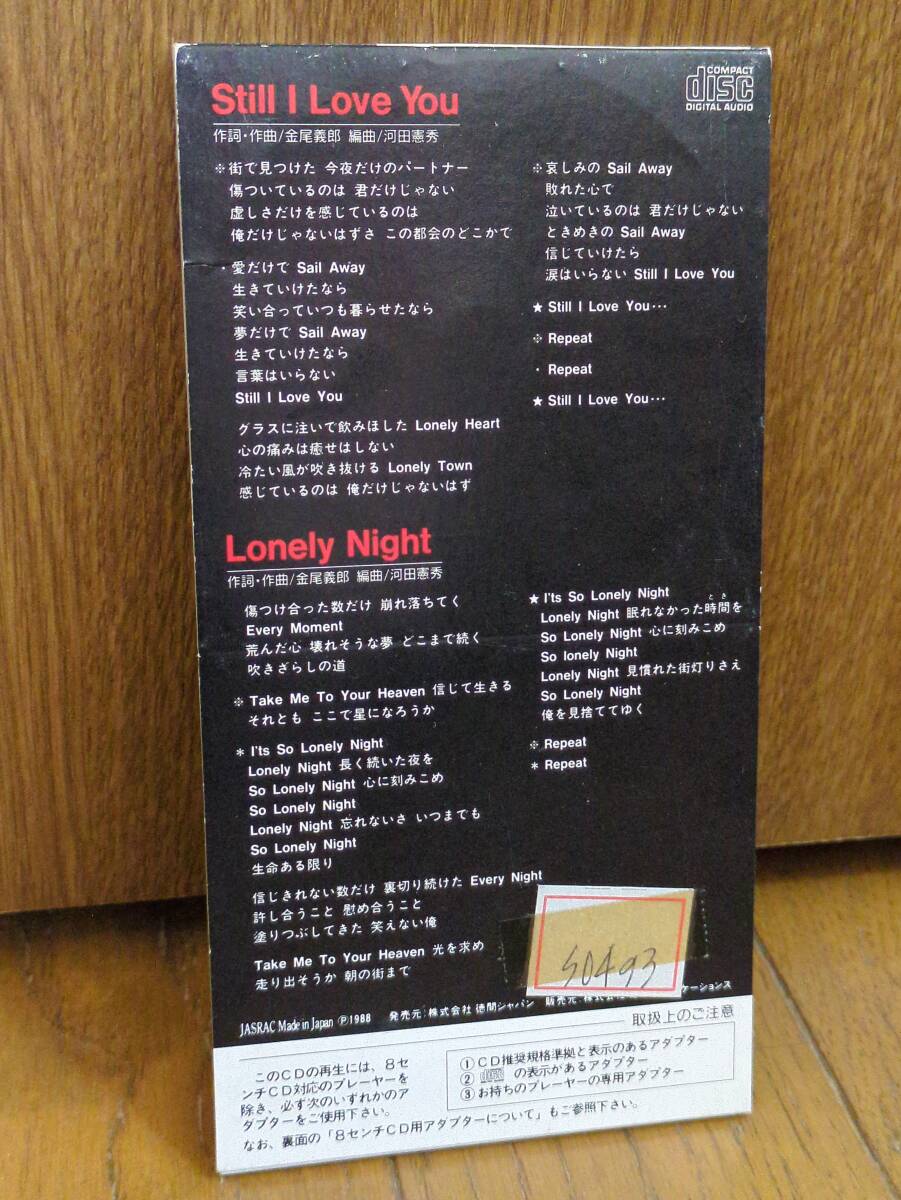 COMPACT
disc
DIGITAL AUDIO
Still I Love You
作詞・作曲/金尾義郎 編曲/河田憲秀
※街で見つけた 今夜だけのパートナー
傷ついているのは 君だけじゃない
虚しさだけを感じているのは
俺だけじゃないはずさ この都会のどこかで
・愛だけで Sail Away
生きていけたなら
笑い合っていつも暮らせたなら
夢だけで Sail Away
生きていけたなら
言葉はいらない
Still I Love You
グラスに注いで飲みほした Lonely Heart
心の痛みは癒せはしない
冷たい風が吹き抜ける Lonely Town
感じているのは 俺だけじゃないはず
※哀しみの Sail Away
敗れた心で
泣いているのは 君だけじゃない
ときめきの Sail Away
信じていけたら
涙はいらない Still I Love You
★Still I Love You…
※Repeat
・Repeat
★Still I Love You…
Lonely Night
作詞・作曲/金尾義郎 編曲/河田憲秀
傷つけ合った数だけ 崩れ落ちてく
Every Moment
荒んだ心 壊れそうな夢 どこまで続く
吹きざらしの道
※Take Me To Your Heaven 信じて生きる
それとも ここで星になろうか
*I'ts So Lonely Night
Lonely Night 長く続いた夜を
So Lonely Night 心に刻みこめ
So Lonely Night
Lonely Night 忘れないさ いつまでも
So Lonely Night
生命ある限り
信じきれない数だけ 裏切り続けた Every Night
許し合うこと 慰め合うこと
塗りつぶしてきた 笑えない俺
Take Me To Your Heaven 光を求め
走り出そうか 朝の街まで
★I'ts So Lonely Night
とき
Lonely Night 眠れなかった時間を
So Lonely Night 心に刻みこめ
So lonely Night
Lonely Night 見慣れた街灯りさえ
So Lonely Night
俺を見捨ててゆく
※Repeat
*Repeat
S0493
JASRAC Made in Japan Ⓟ1988 発売元:株式会社 徳間ジャパン 販売元:株式会社 ケーションス
取扱上のご注意
このCDの再生には、8セ
ンチCD対応のプレーヤーを
除き、必ず次のいずれかのア
ダプターをご使用下さい。
①CD推奨規格準拠と表示のあるアダプター
② disc の表示があるアダプター
③お持ちのプレーヤーの専用アダプター
なお、裏面の「8センチCD用アダプターについて」もご参照下さい。